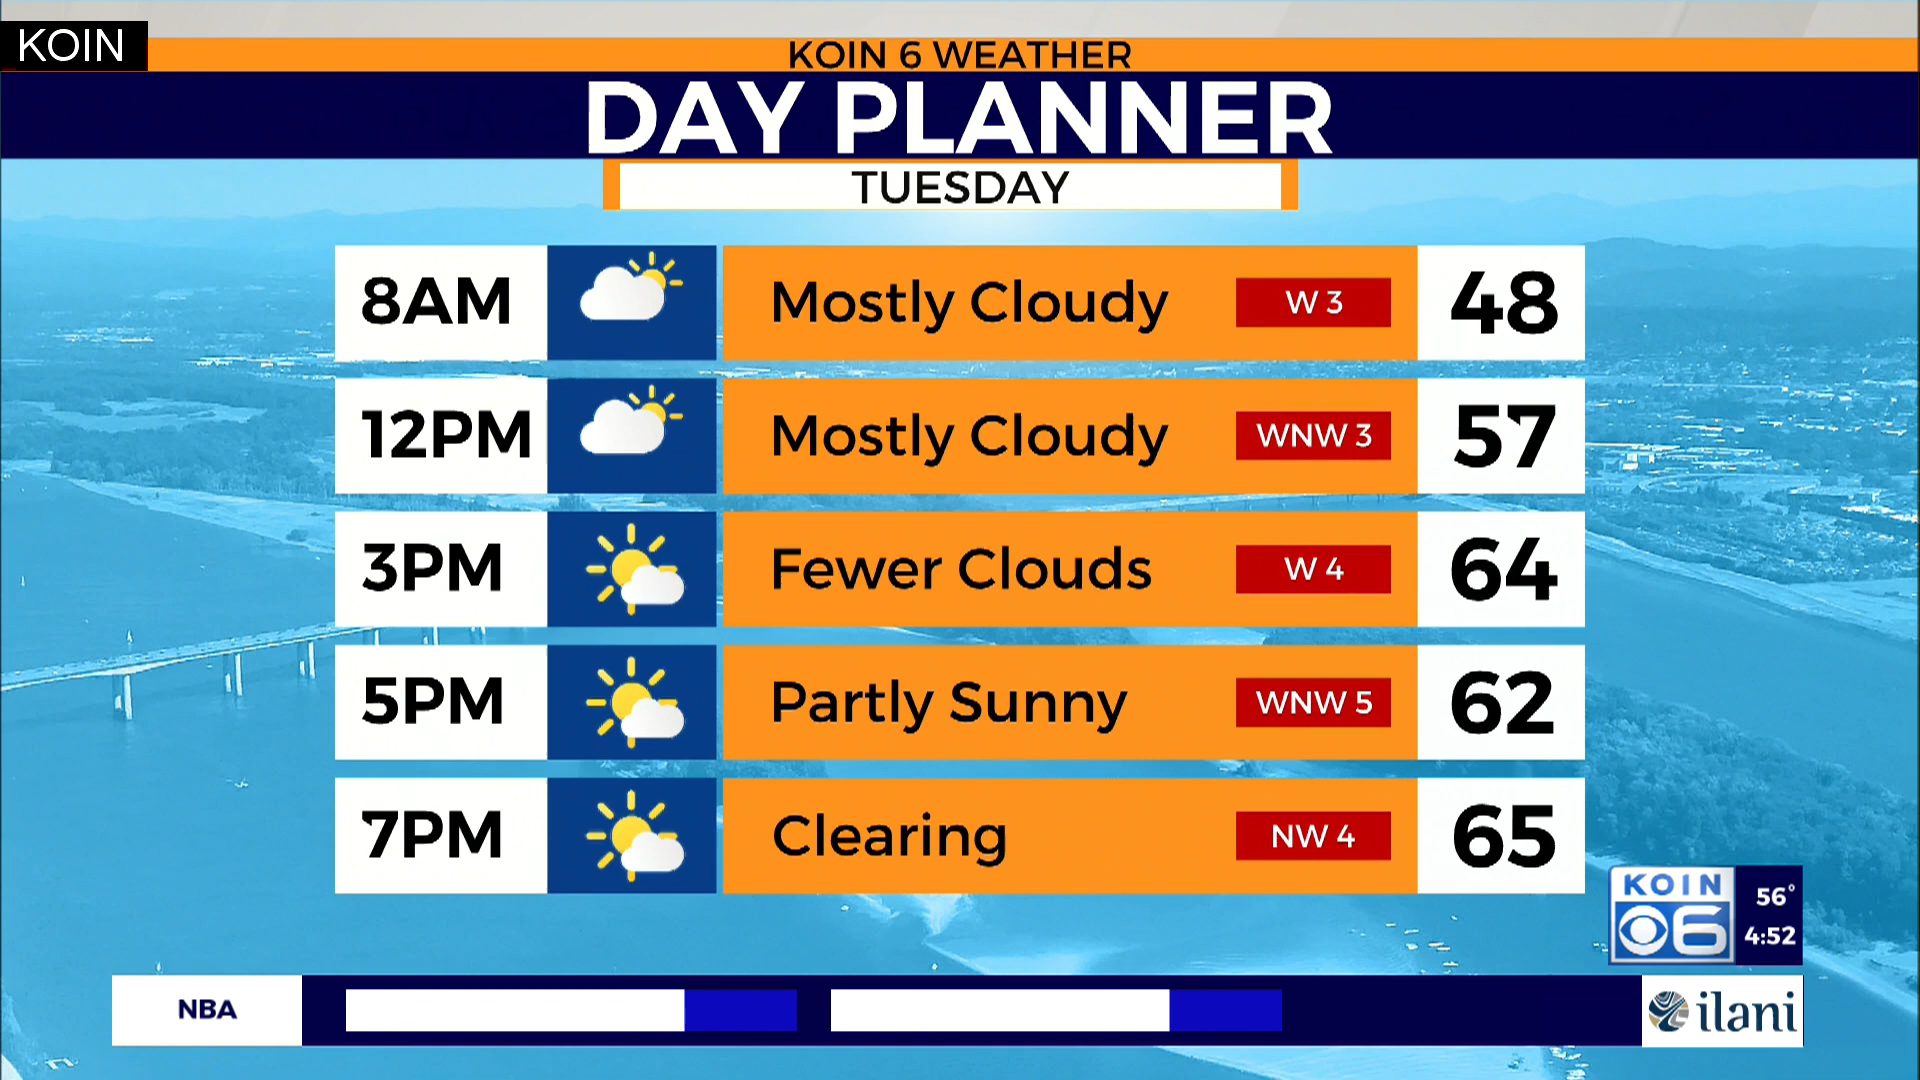 KOIN
KOIN 6 WEATHER
DAY PLANNER
TUESDAY
8AM Mostly Cloudy W 3 48
12PM Mostly Cloudy WNW 3 57
3PM Fewer Clouds W 4 64
5PM Partly Sunny WNW 5 62
7PM Clearing NW 4 65
KOIN 6
56°
4:52
NBA
ilani